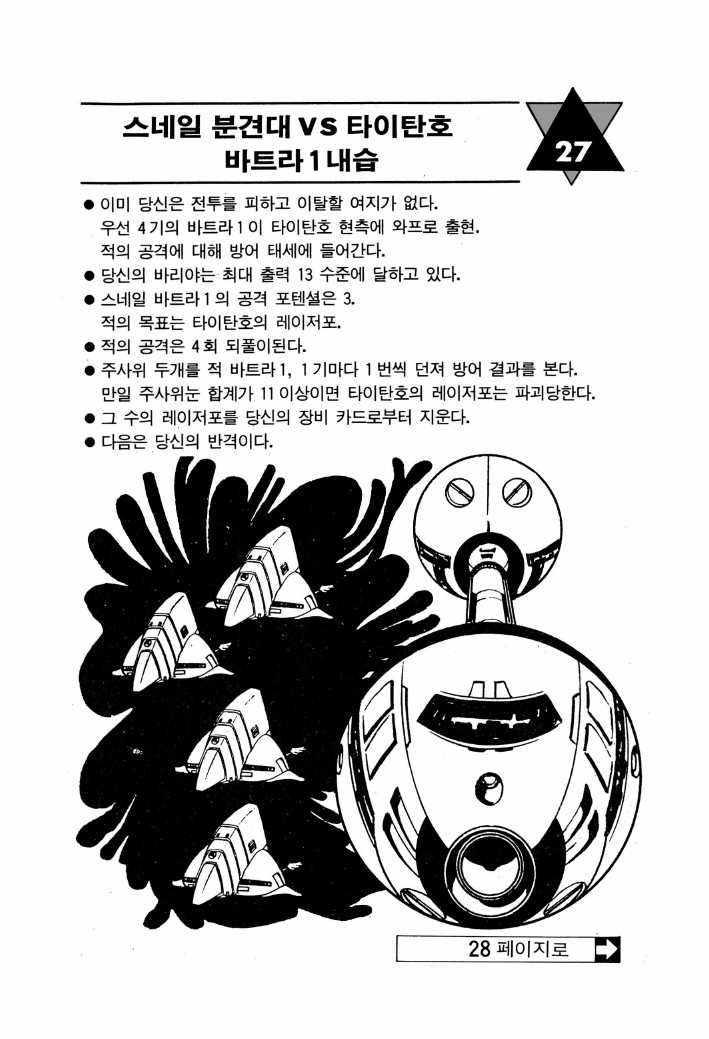 스네일 분견대 VS 타이탄호
바트라 1 내습
27
● 이미 당신은 전투를 피하고 이탈할 여지가 없다.
우선 4기의 바트라 1이 타이탄호 현측에 와프로 출현.
적의 공격에 대해 방어 태세에 들어간다.
● 당신의 바리야는 최대 출력 13 수준에 달하고 있다.
● 스네일 바트라 1의 공격 포텐셜은 3.
적의 목표는 타이탄호의 레이저포.
● 적의 공격은 4회 되풀이된다.
● 주사위 두개를 적 바트라 1, 1기마다 1번씩 던져 방어 결과를 본다.
만일 주사위눈 합계가 11이상이면 타이탄호의 레이저포는 파괴당한다.
● 그 수의 레이저포를 당신의 장비 카드로부터 지운다.
● 다음은 당신의 반격이다.
28 페이지로